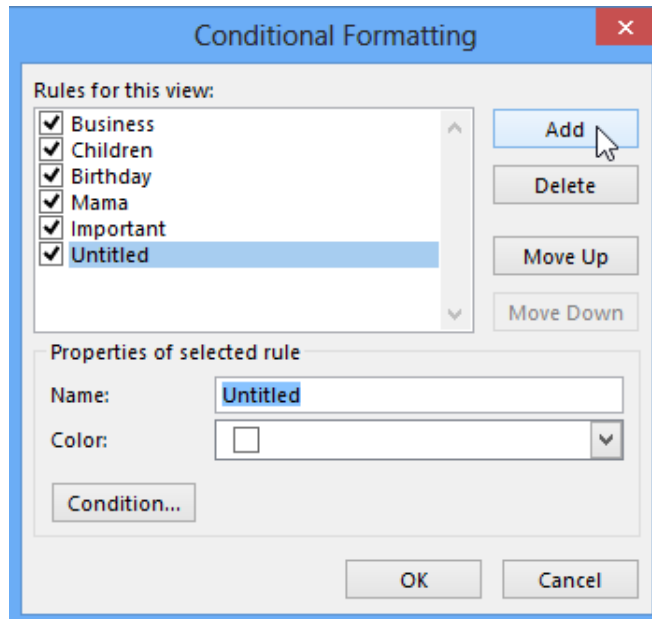 Conditional Formatting
Rules for this view:
Business
Children
Birthday
Mama
Important
Untitled
Add
Delete
Move Up
Move Down
Properties of selected rule
Name:
Untitled
Color:
Condition...
OK
Cancel